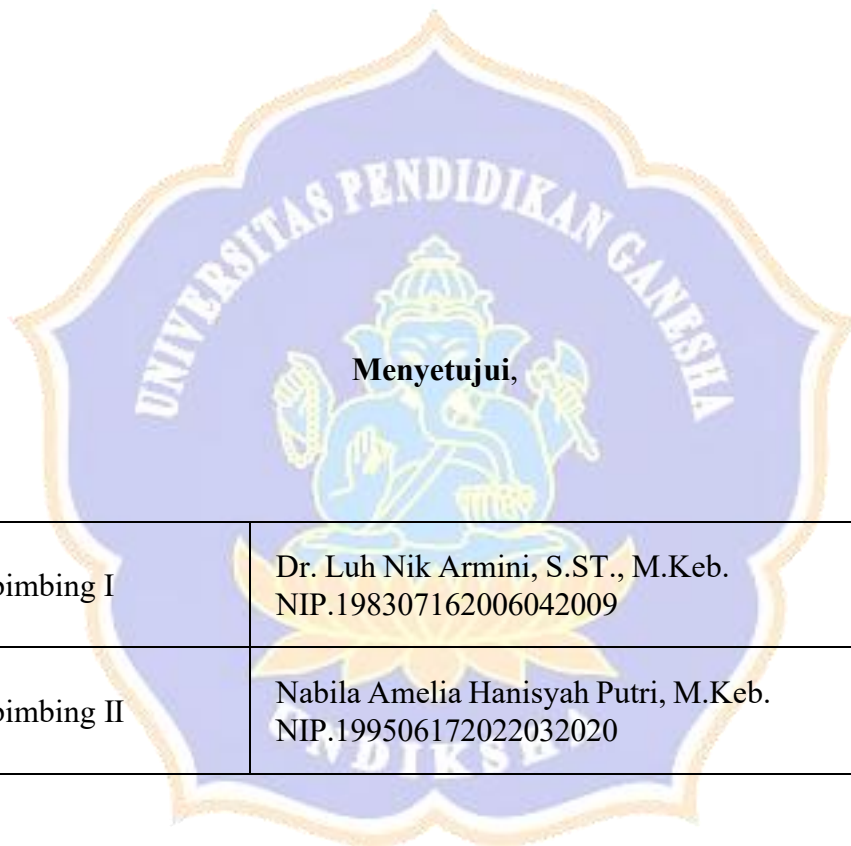 UNIVERSITAS PENDIDIKAN GANESHA
Menyetujui,
bimbing I
Dr. Luh Nik Armini, S.ST., M.Keb.
NIP.198307162006042009
bimbing II
Nabila Amelia Hanisyah Putri, M.Keb.
NIP.199506172022032020
UNDIKSHA